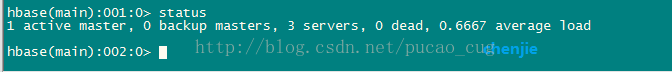 hbase(main):001:0> status
1 active master, 0 backup masters, 3 servers, 0 dead, 0.6667 average load
hbase(main):002:0>
http://blog.csdn.net/pucao_cug
chenjie